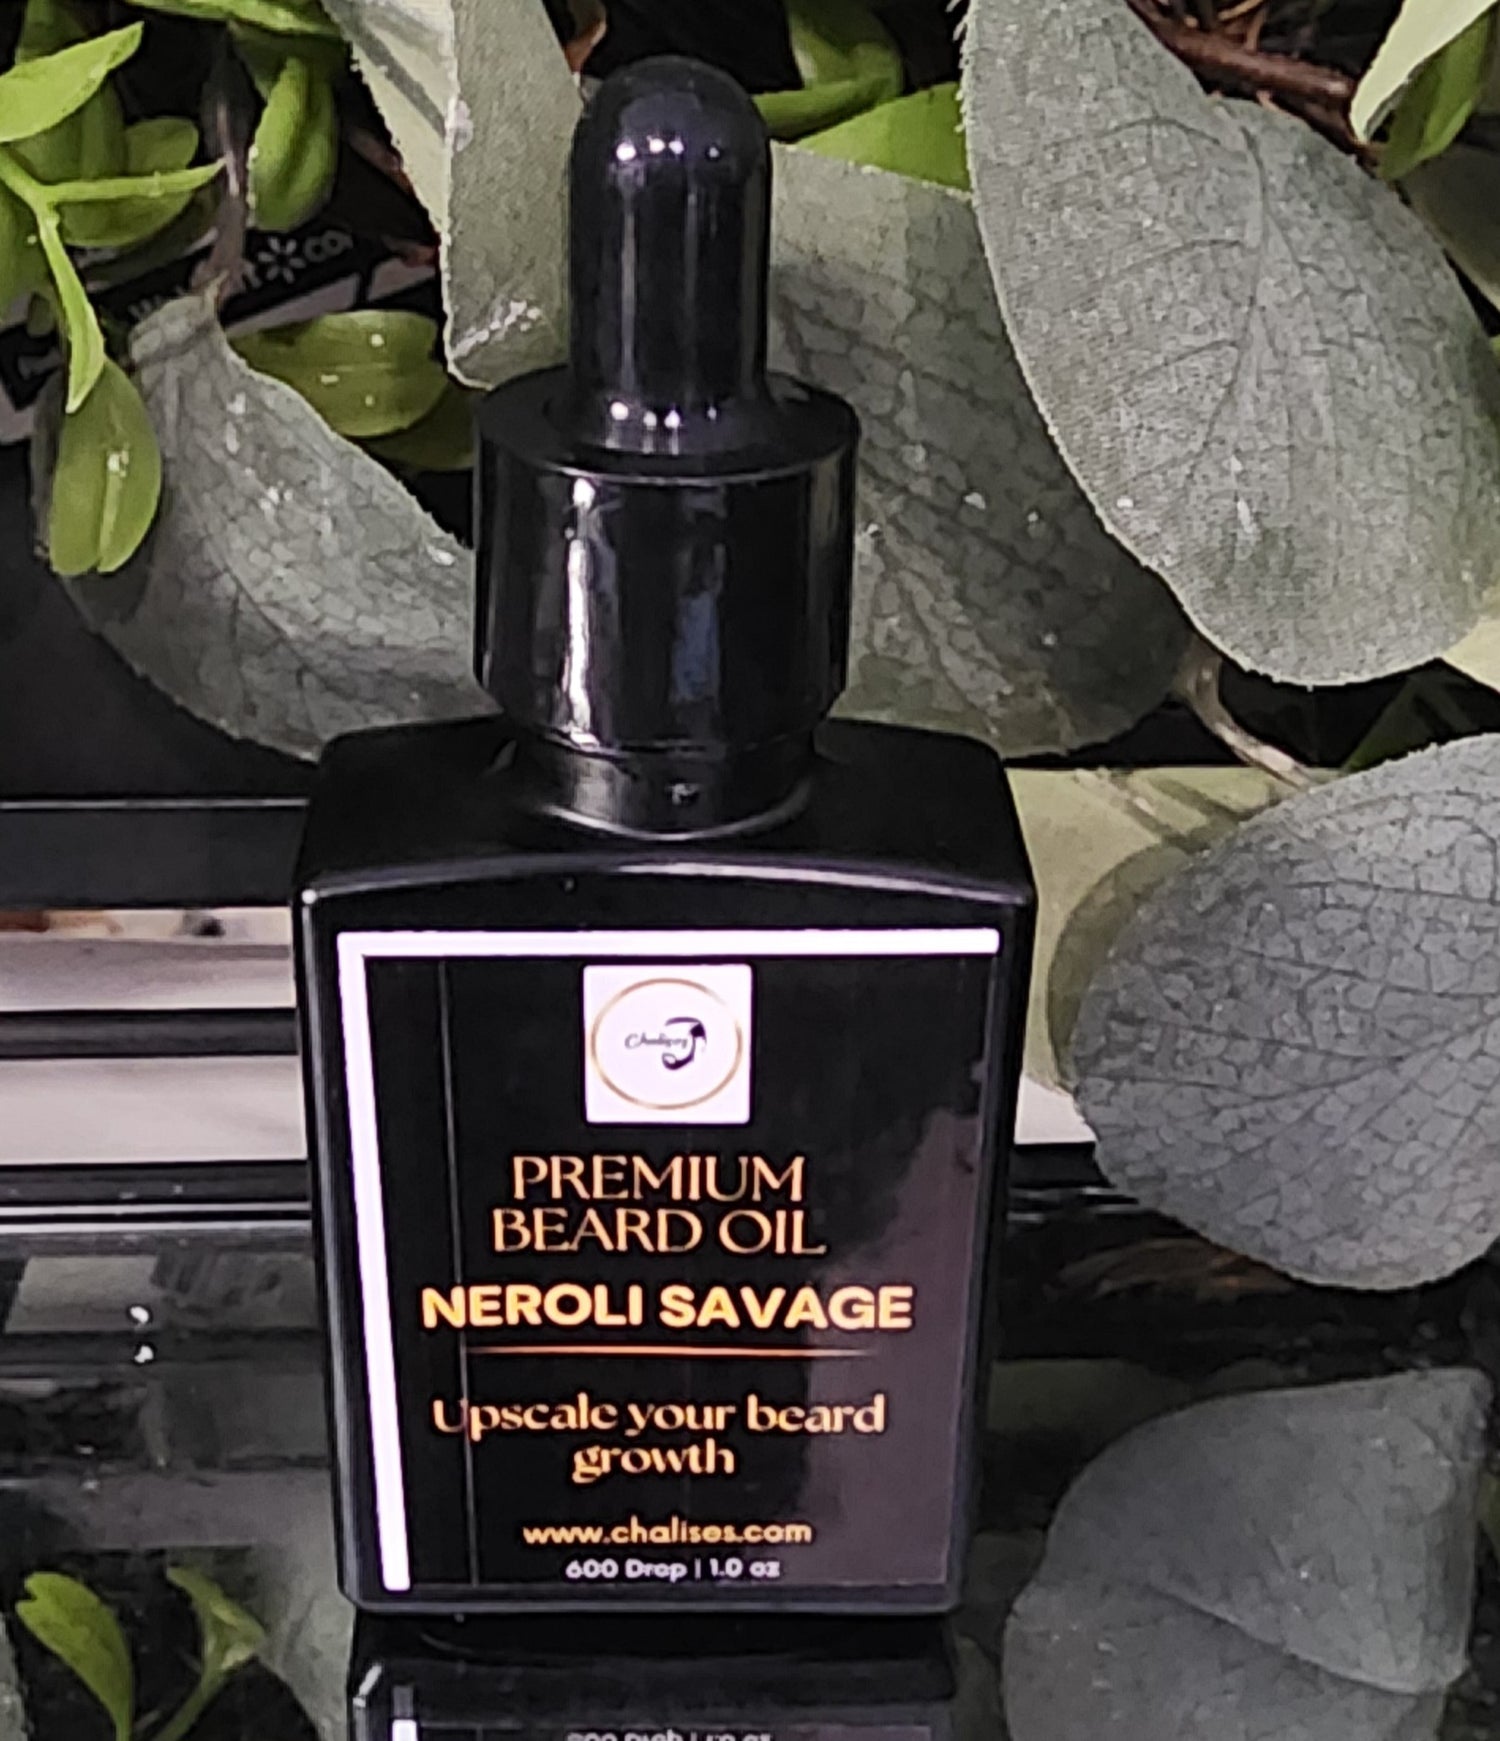 PREMIUM
BEARD OIL
NEROLI SAVAGE
Upscale your beard
growth
www.chalises.com
600 Drop | 1.0 oz